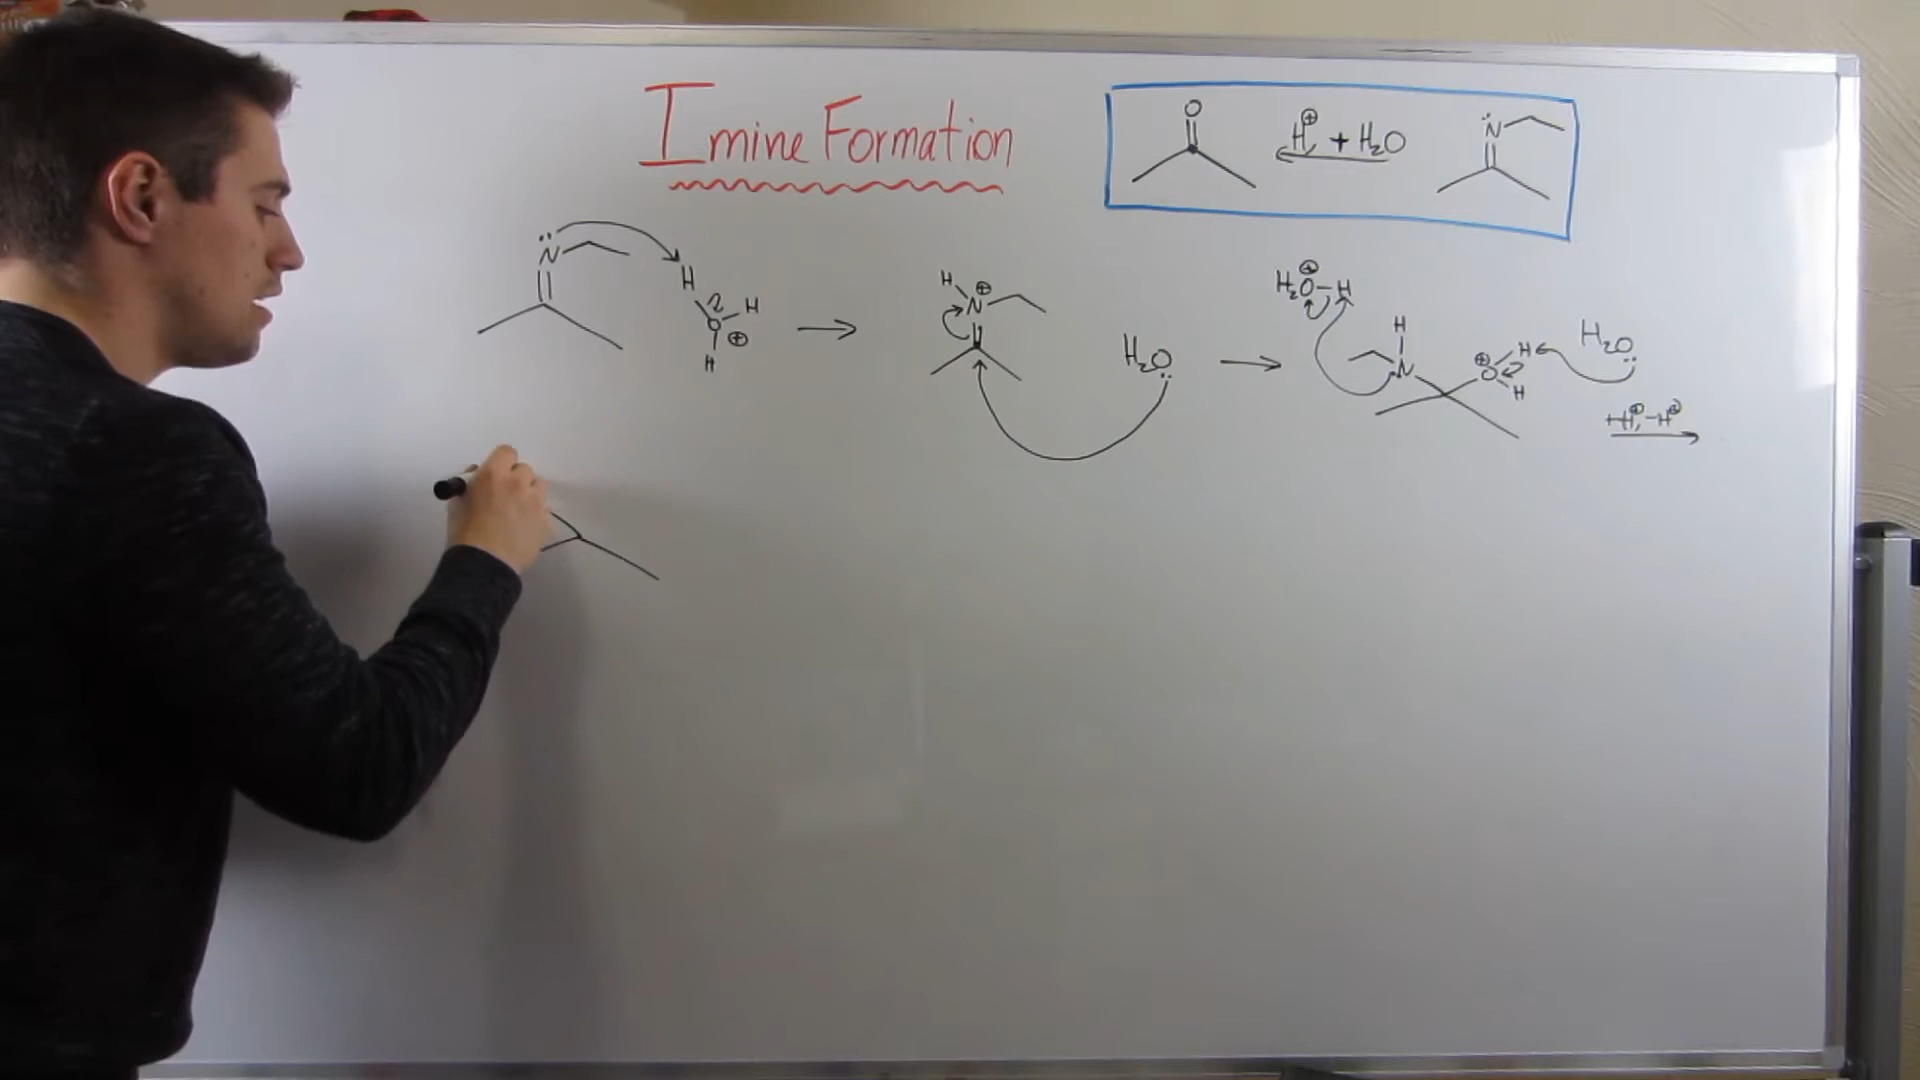 Imine Formation
O
H⊕, + H₂O
N̈
N̈
H
O
H
⊕
H
H
N⊕
H₂O
H₂O⊕-H
H
N
⊕O
H
H
H₂O
+H⊕, -H⊕